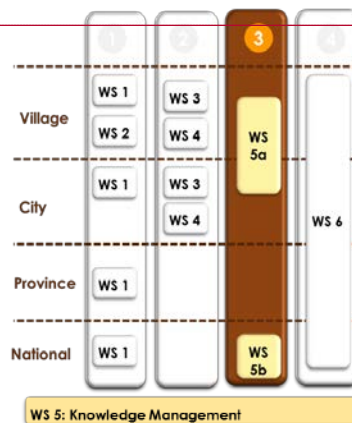 1 2 3 4
Village
WS 1
WS 2
WS 3
WS 4
WS
5a
City
WS 1
WS 3
WS 4
WS 6
Province
WS 1
National
WS 1
WS
5b
WS 5: Knowledge Management